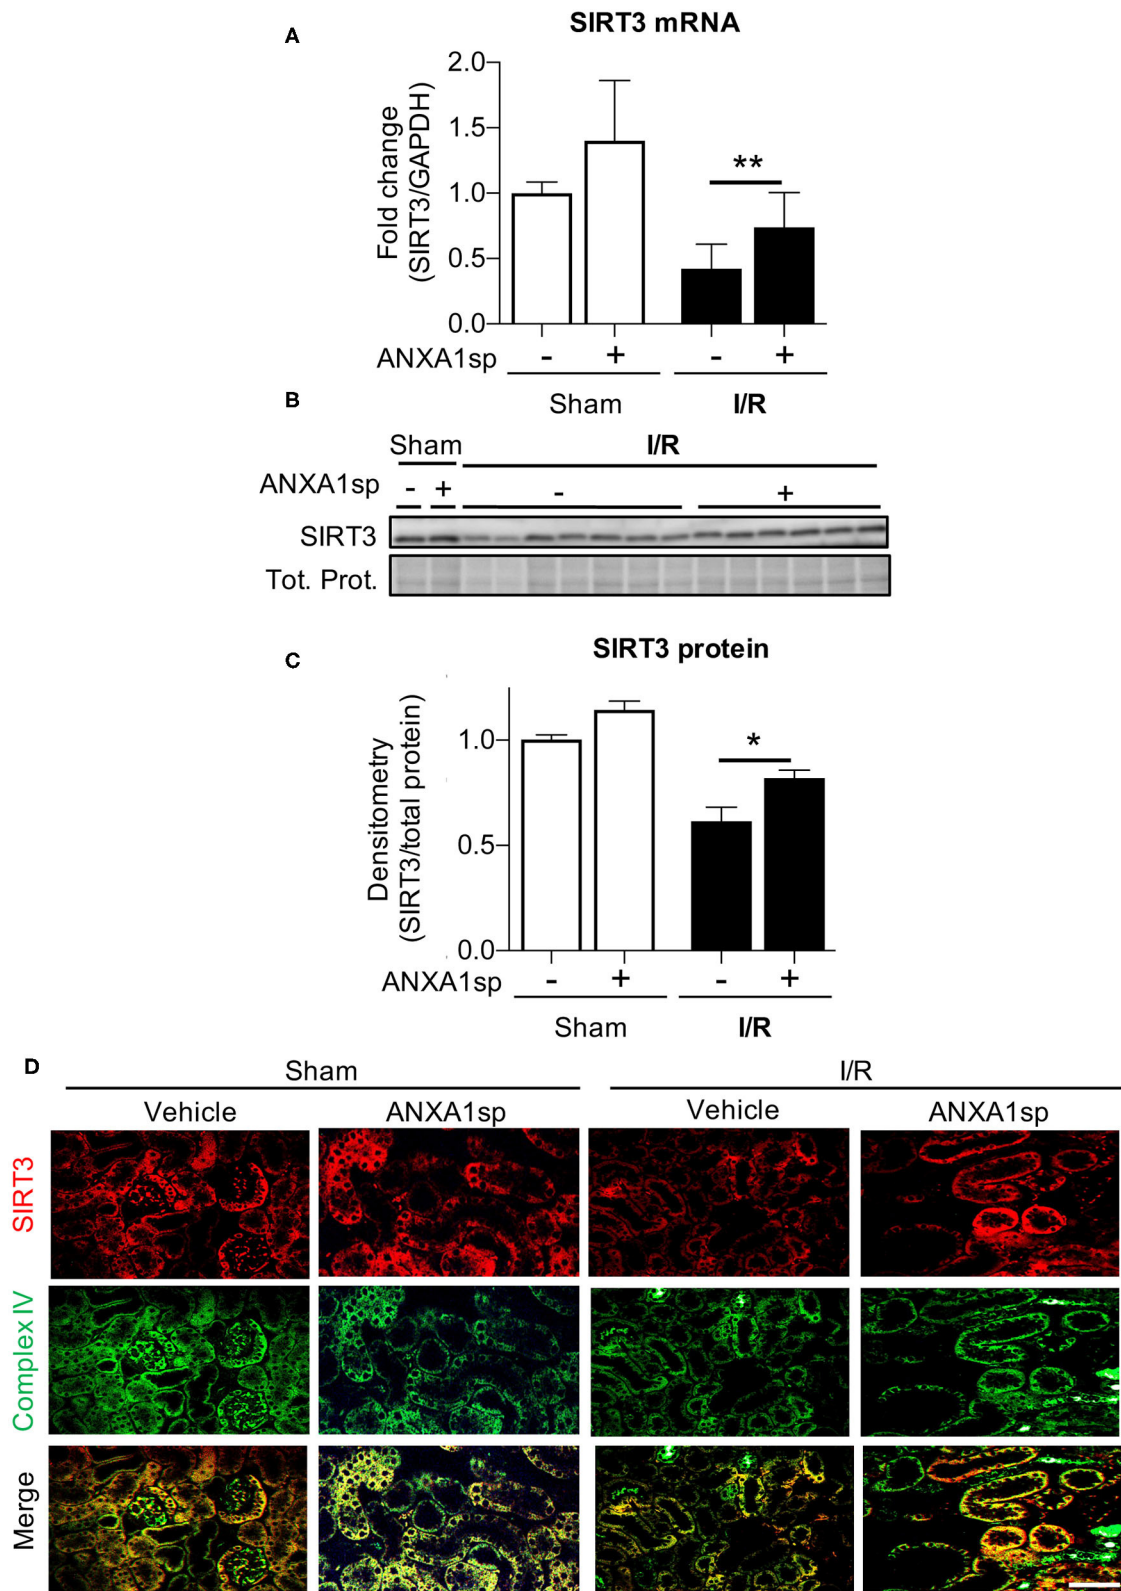 A
SIRT3 mRNA
Fold change
(SIRT3/GAPDH)
2.0
1.5
1.0
0.5
0.0
**
ANXA1sp - + - +
Sham I/R
B
Sham I/R
ANXA1sp - + - +
SIRT3
Tot. Prot.
C
SIRT3 protein
Densitometry
(SIRT3/total protein)
1.0
0.5
0.0
*
ANXA1sp - + - +
Sham I/R
D
Sham I/R
Vehicle ANXA1sp Vehicle ANXA1sp
SIRT3
Complex IV
Merge